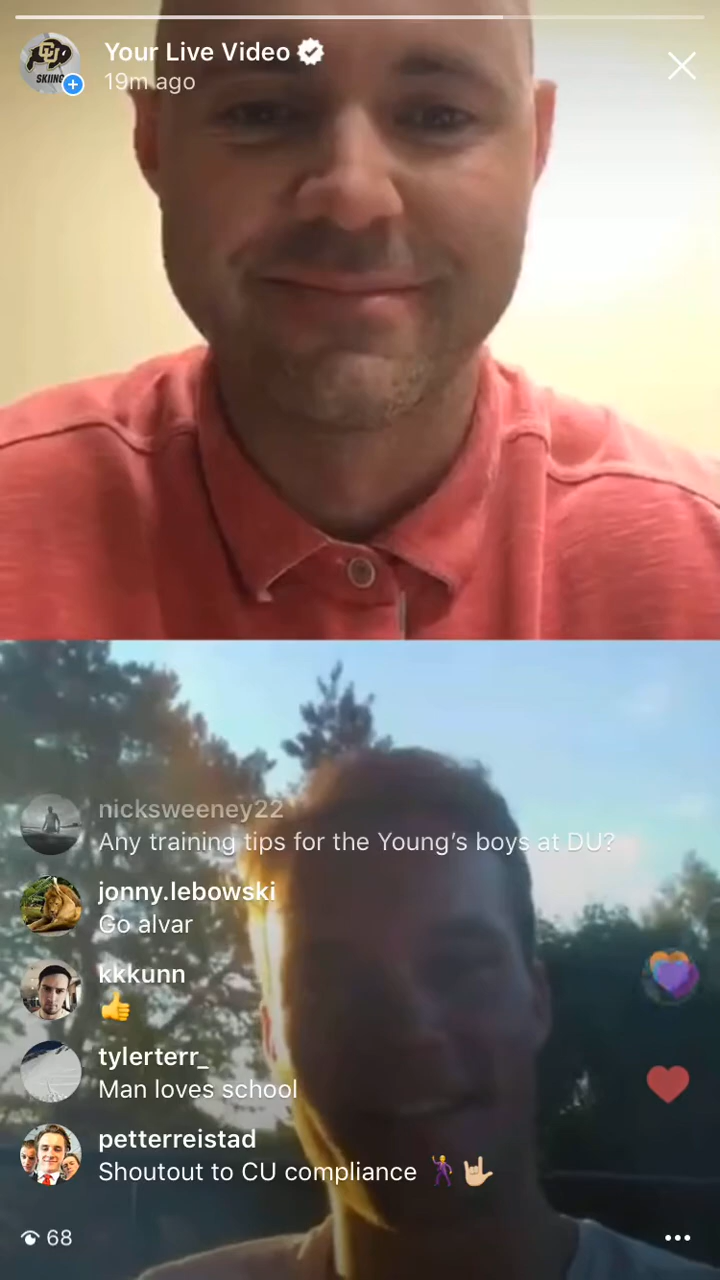 Your Live Video
19m ago
CU
SKIING
nicksweeney22
Any training tips for the Young's boys at DU?
jonny.lebowski
Go alvar
kkkunn
👍
tylerterr_
Man loves school
petterreistad
Shoutout to CU compliance 🕺🤟🏼
68